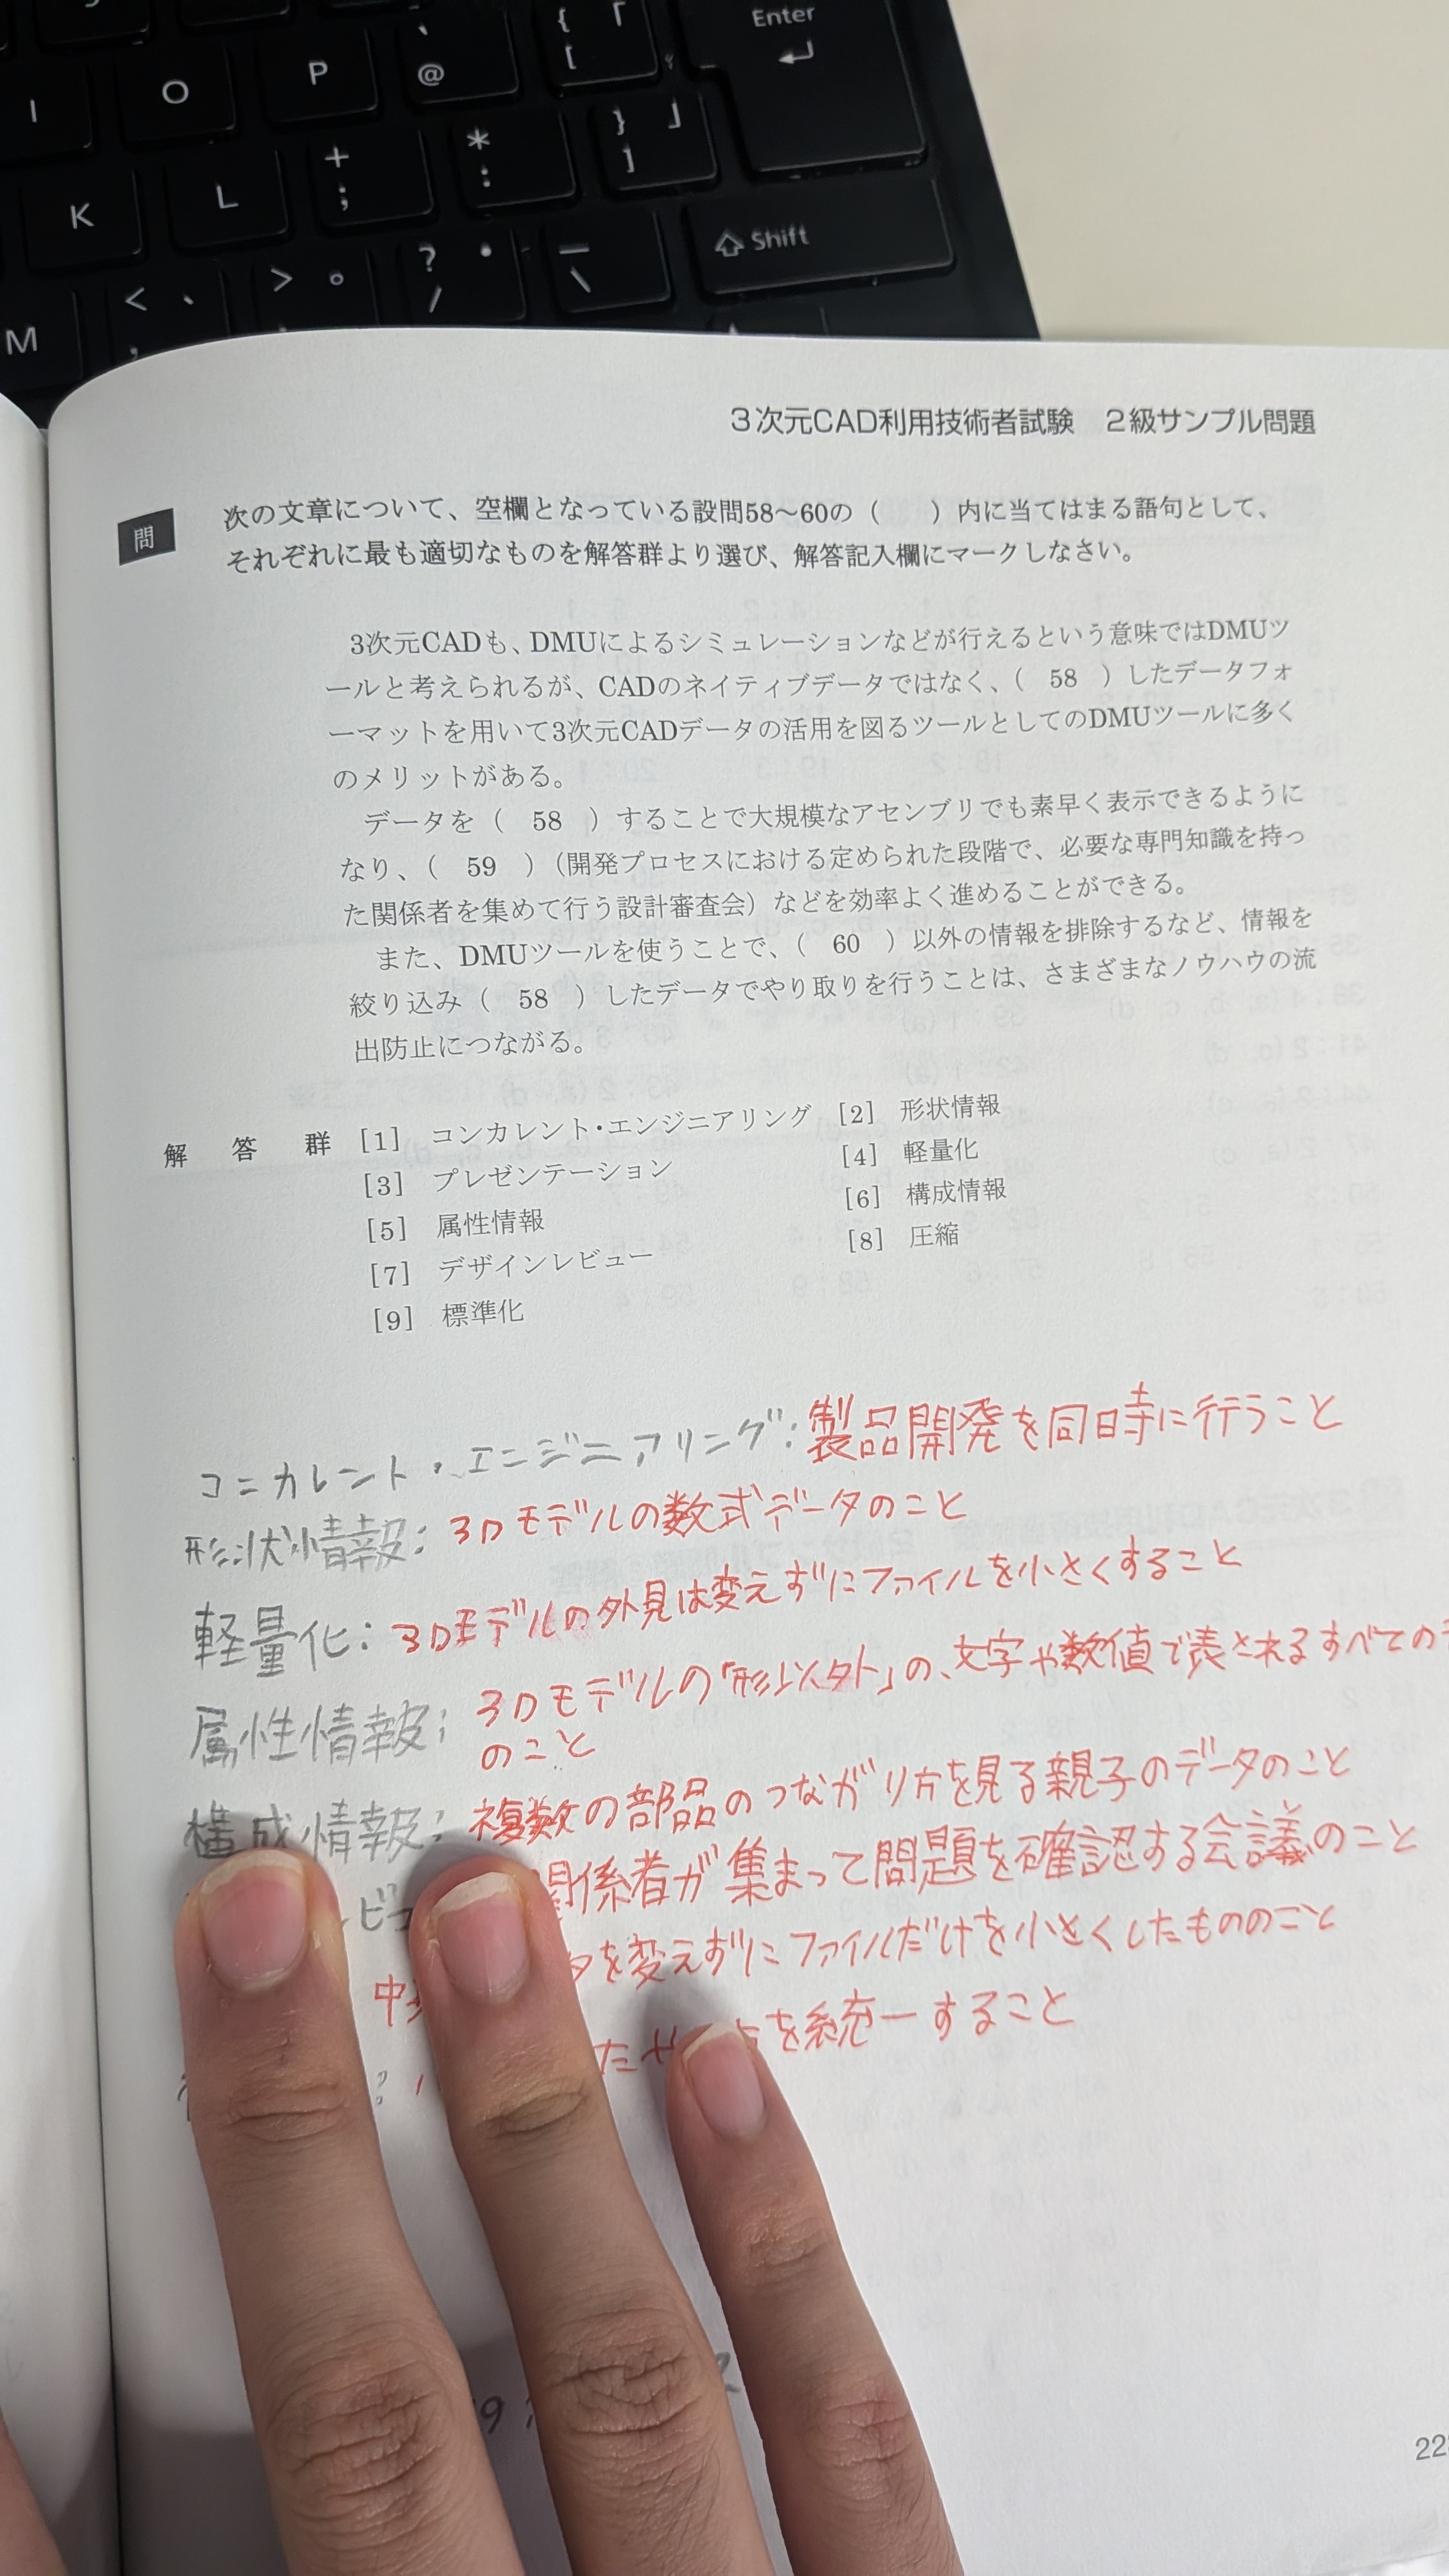 Enter
I O P @ { 「 [
K L + ; * : } 」 ]
M < 、 , > 。 ? ・ / _ \ Shift
3次元CAD利用技術者試験 2級サンプル問題
問
次の文章について、空欄となっている設問58～60の( )内に当てはまる語句として、
それぞれに最も適切なものを解答群より選び、解答記入欄にマークしなさい。
3次元CADも、DMUによるシミュレーションなどが行えるという意味ではDMUツ
ールと考えられるが、CADのネイティブデータではなく、( 58 )したデータフォ
ーマットを用いて3次元CADデータの活用を図るツールとしてのDMUツールに多く
のメリットがある。
データを( 58 )することで大規模なアセンブリでも素早く表示できるように
なり、( 59 )(開発プロセスにおける定められた段階で、必要な専門知識を持っ
た関係者を集めて行う設計審査会)などを効率よく進めることができる。
また、DMUツールを使うことで、( 60 )以外の情報を排除するなど、情報を
絞り込み( 58 )したデータでやり取りを行うことは、さまざまなノウハウの流
出防止につながる。
解答群 [1] コンカレント・エンジニアリング [2] 形状情報
[3] プレゼンテーション [4] 軽量化
[5] 属性情報 [6] 構成情報
[7] デザインレビュー [8] 圧縮
[9] 標準化
コニカレント・エンジニアリング:製品開発を同時に行うこと
形状情報:3Dモデルの数式データのこと
軽量化:3Dモデルの外見は変えずにファイルを小さくすること
属性情報:3Dモデルの「形以外」の、文字や数値で表されるすべての
のこと
構成情報:複数の部品のつながり方を見る親子のデータのこと
ビュ 関係者が集まって問題を確認する会議のこと
中 タを変えずにファイルだけを小さくしたもののこと
: を統一すること
9:
22